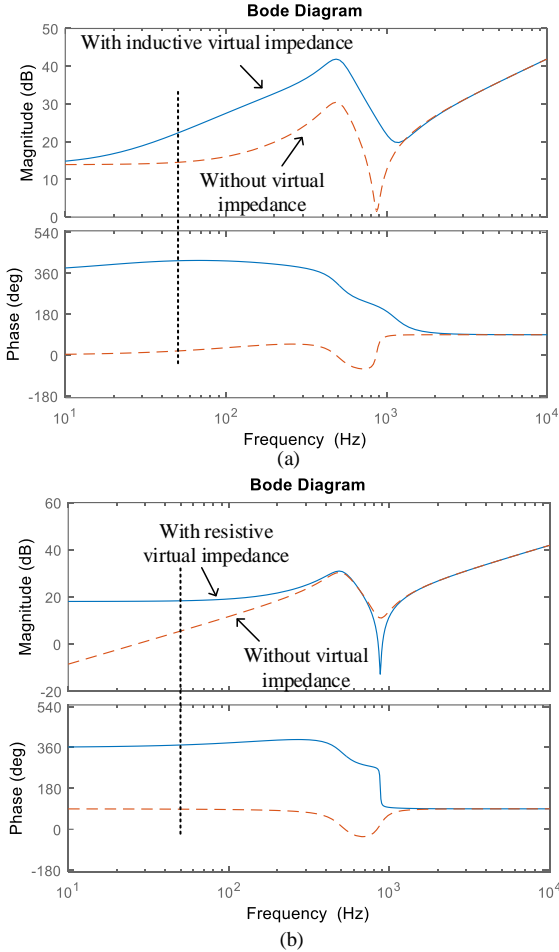 Bode Diagram
50
40
30
20
10
0
Magnitude (dB)
With inductive virtual impedance
Without virtual
impedance
540
360
180
0
-180
Phase (deg)
10^1
10^2
10^3
10^4
Frequency (Hz)
(a)
Bode Diagram
60
40
20
0
-20
Magnitude (dB)
With resistive
virtual impedance
Without virtual
impedance
540
360
180
0
-180
Phase (deg)
10^1
10^2
10^3
10^4
Frequency (Hz)
(b)